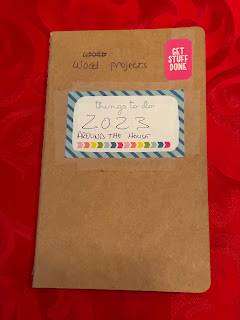 Wood projects
GET
STUFF
DONE
things to do
2023
AROUND THE HOUSE